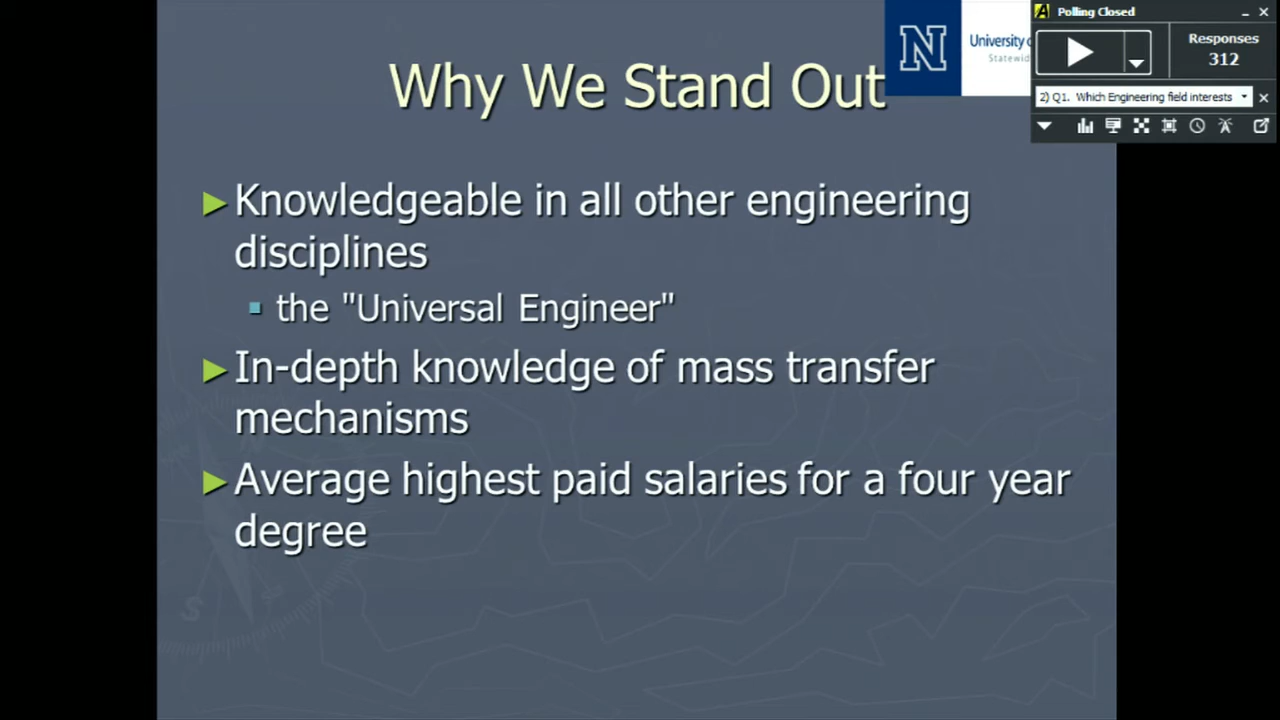 Polling Closed
Responses
312
2) Q1. Which Engineering field interests
N
University
Statewide
Why We Stand Out
Knowledgeable in all other engineering
disciplines
the "Universal Engineer"
In-depth knowledge of mass transfer
mechanisms
Average highest paid salaries for a four year
degree